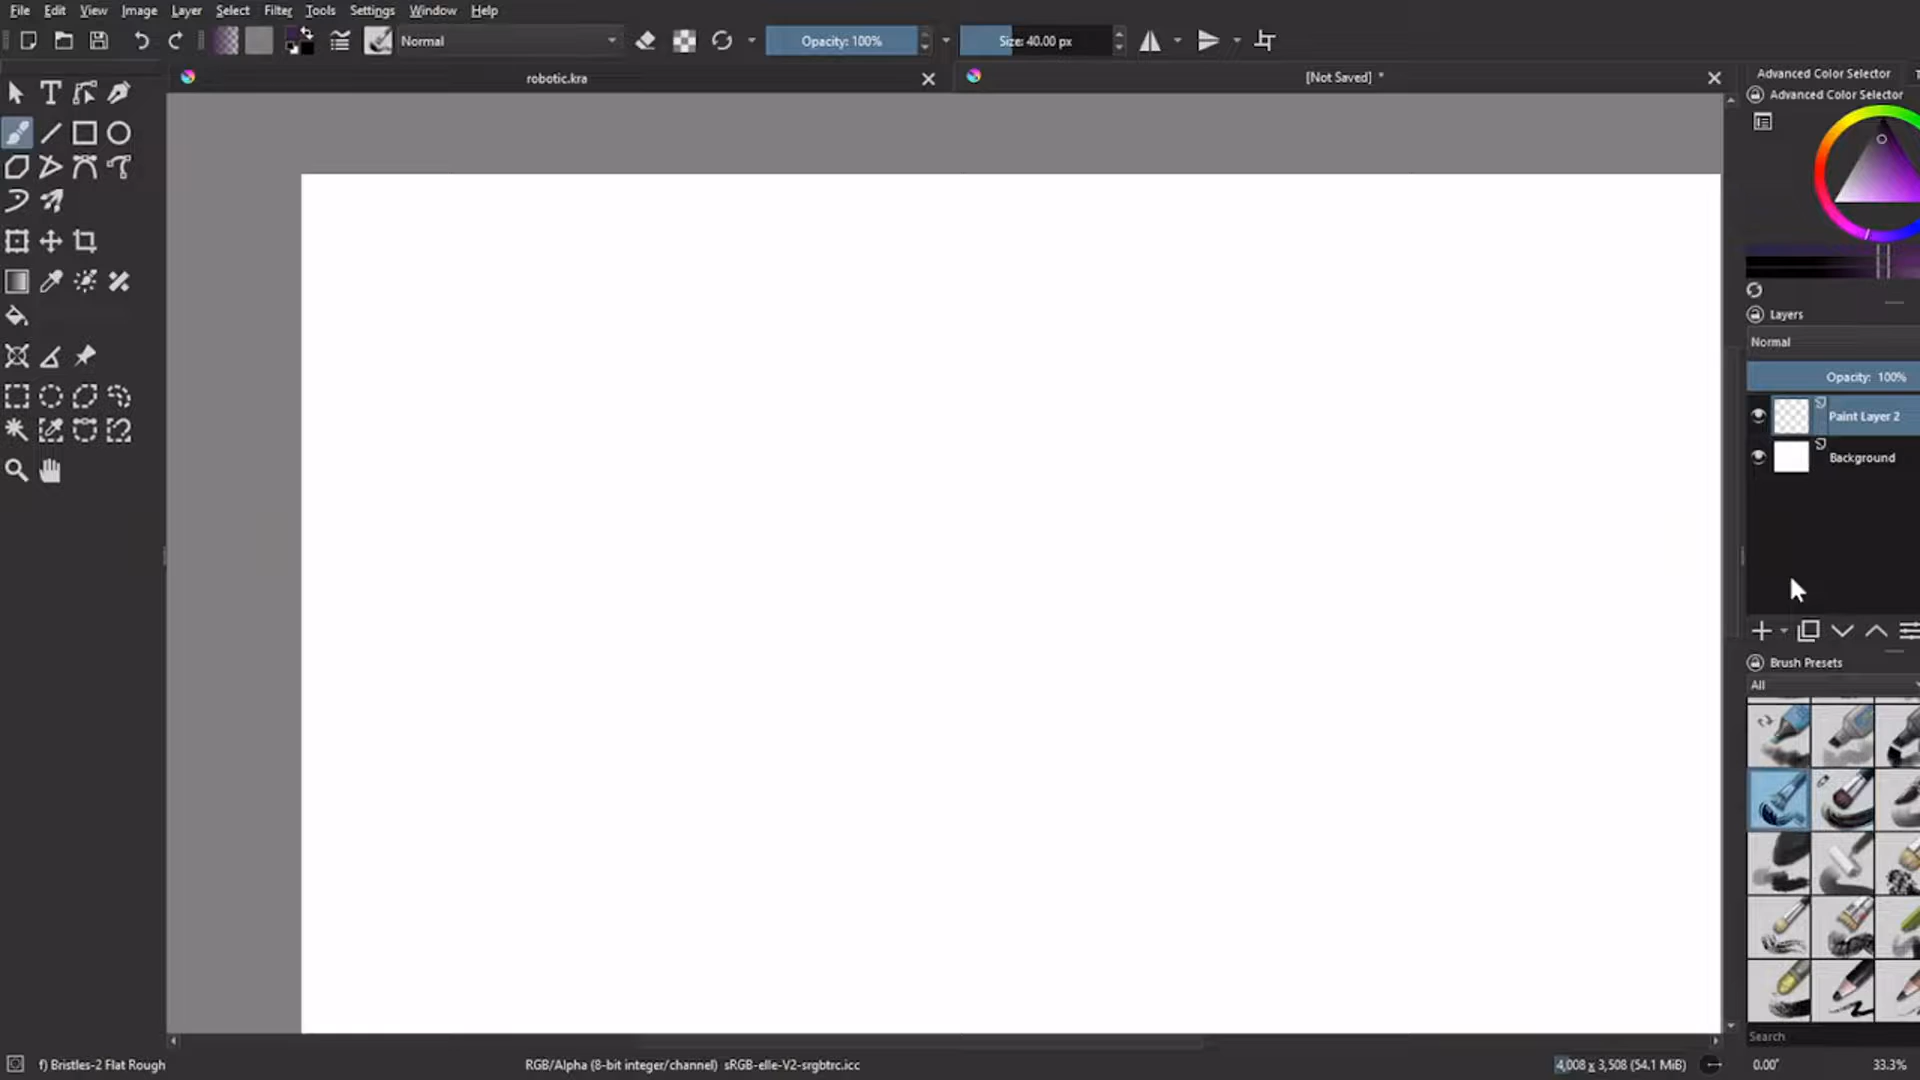 File Edit View Image Layer Select Filter Tools Settings Window Help
Normal Opacity: 100% Size: 40.00 px
robotic.kra [Not Saved] *
Advanced Color Selector
Advanced Color Selector
Layers
Normal
Opacity: 100%
Paint Layer 2
Background
Brush Presets
All
Search
f) Bristles-2 Flat Rough RGB/Alpha (8-bit integer/channel) sRGB-elle-V2-srgbtrc.icc 4,008 x 3,508 (54.1 MiB) 0.00° 33.3%